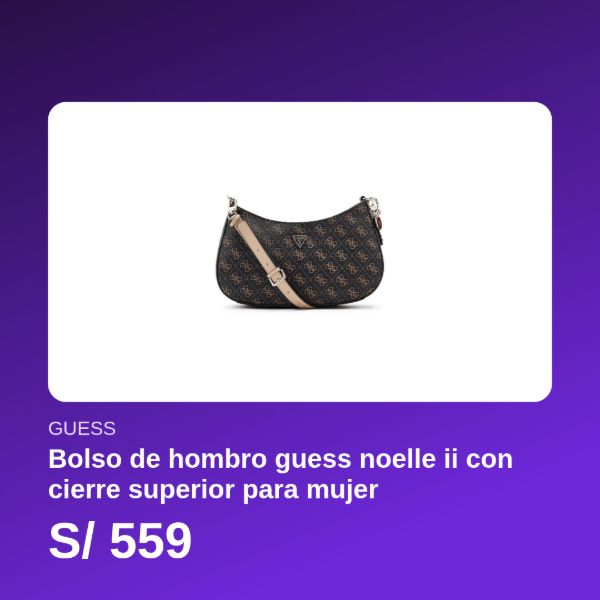 GUESS
Bolso de hombro guess noelle ii con
cierre superior para mujer
S/ 559